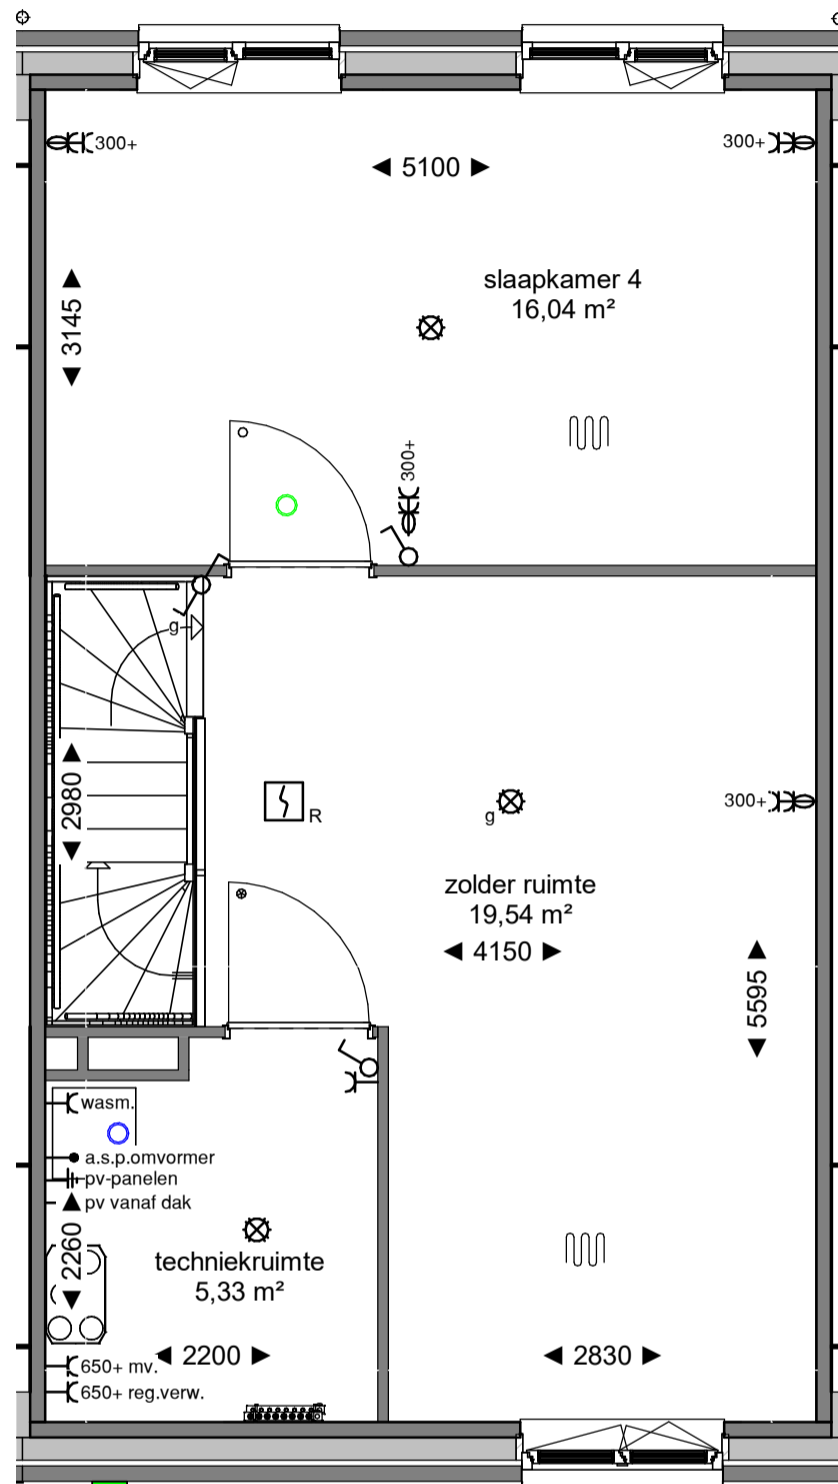 300+
300+
5100
slaapkamer 4
16,04 m²
3145
300+
g
2980
R
g
300+
zolder ruimte
19,54 m²
4150
5595
wasm.
a.s.p.omvormer
pv-panelen
pv vanaf dak
2260
techniekruimte
5,33 m²
2200
2830
650+ mv.
650+ reg.verw.